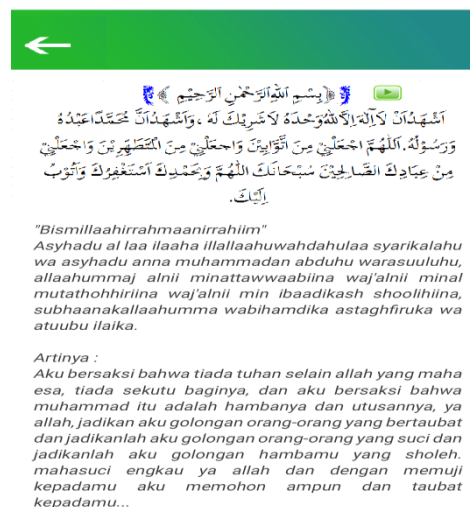 ﴿بِسْمِ اللهِ الرَّحْمٰنِ الرَّحِيْمِ﴾
اَشْهَدُاَنْ لَااِلٰهَ اِلَّااللهُ وَحْدَهُ لَاشَرِيْكَ لَهُ ، وَاَشْهَدُاَنَّ مُحَمَّدًاعَبْدُهُ
وَرَسُوْلُهُ. اَللّٰهُمَّ اجْعَلْنِيْ مِنَ التَّوَّابِيْنَ وَاجعَلْنِيْ مِنَ الْمُتَطَهِّرِيْنَ وَاجْعَلْنِيْ
مِنْ عِبَادِكَ الصَّالِحِيْنَ سُبْحَانَكَ اللّٰهُمَّ وَبِحَمْدِكَ اَسْتَغْفِرُكَ وَاَتُوْبُ
اِلَيْكَ.
"Bismillaahirrahmaanirrahiim"
Asyhadu al laa ilaaha illallaahuwahdahulaa syarikalahu
wa asyhadu anna muhammadan abduhu warasuuluhu,
allaahummaj alnii minattawwaabiina waj'alnii minal
mutathohhiriina waj'alnii min ibaadikash shoolihiina,
subhaanakallaahumma wabihamdika astaghfiruka wa
atuubu ilaika.
Artinya :
Aku bersaksi bahwa tiada tuhan selain allah yang maha
esa, tiada sekutu baginya, dan aku bersaksi bahwa
muhammad itu adalah hambanya dan utusannya, ya
allah, jadikan aku golongan orang-orang yang bertaubat
dan jadikanlah aku golongan orang-orang yang suci dan
jadikanlah aku golongan hambamu yang sholeh.
mahasuci engkau ya allah dan dengan memuji
kepadamu aku memohon ampun dan taubat
kepadamu...